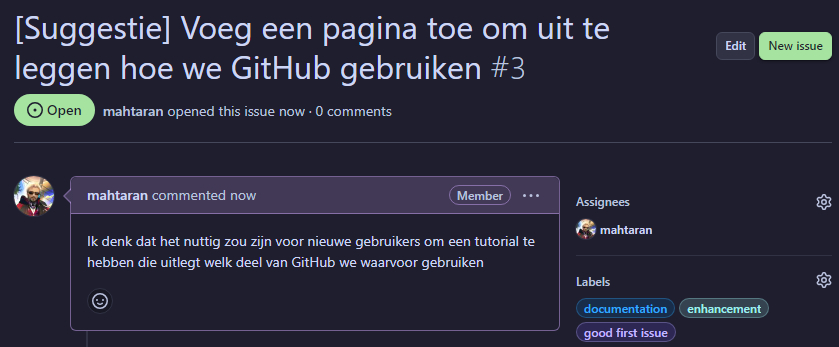 [Suggestie] Voeg een pagina toe om uit te
leggen hoe we GitHub gebruiken #3
Edit
New issue
Open
mahtaran opened this issue now · 0 comments
mahtaran commented now
Member
Ik denk dat het nuttig zou zijn voor nieuwe gebruikers om een tutorial te
hebben die uitlegt welk deel van GitHub we waarvoor gebruiken
Assignees
mahtaran
Labels
documentation
enhancement
good first issue